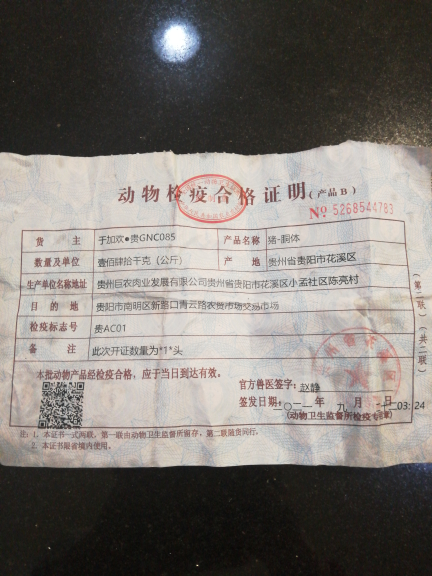 动物检疫合格证明(产品B)
№ 5268544783
货 主 于加欢●贵GNC085 产品名称 猪-胴体
数量及单位 壹佰肆拾千克（公斤） 产 地 贵州省贵阳市花溪区
生产单位名称地址 贵州巨农肉业发展有限公司贵州省贵阳市花溪区小孟社区陈亮村
目 的 地 贵阳市南明区新路口青云路农贸市场交易市场
检疫标志号 贵AC01
备 注 此次开证数量为*1*头
本批动物产品经检疫合格，应于当日到达有效。
官方兽医签字：赵静
签发日期：二〇二一年 九月 03:24
(动物卫生监督所检疫专用章)
注：1. 本证书一式两联，第一联由动物卫生监督所留存，第二联随货同行。
2. 本证书限省境内使用。
(第二联)
(共二联)